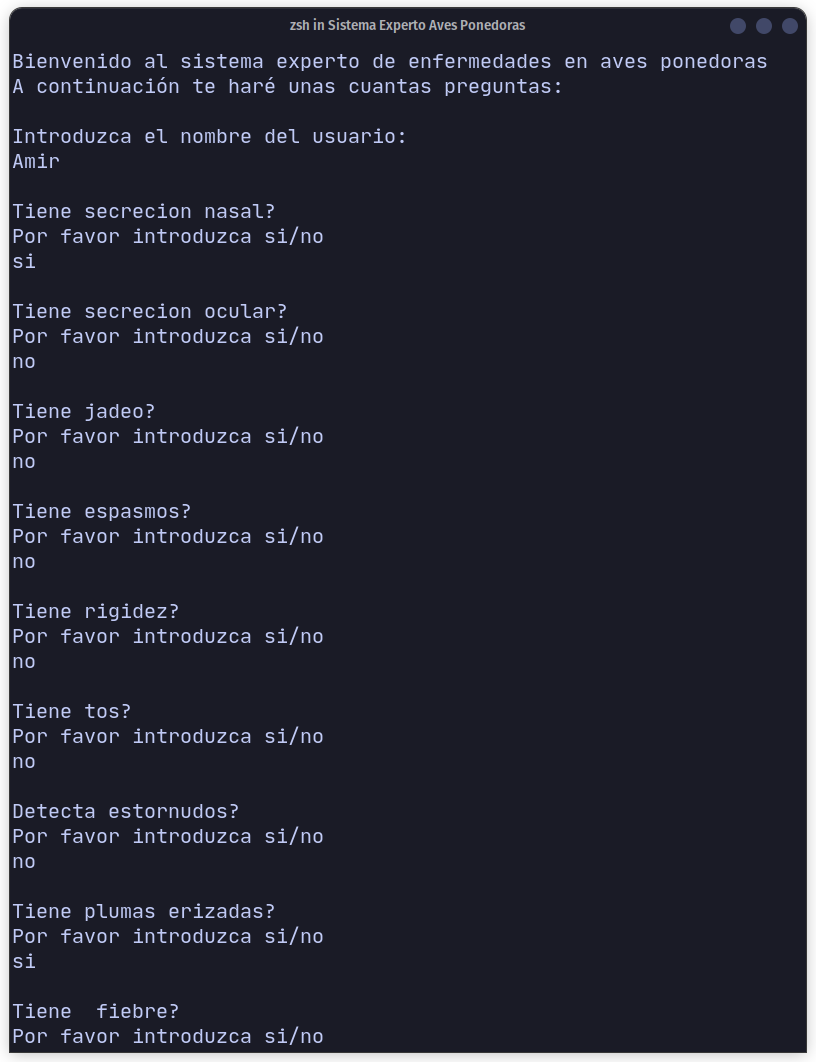 zsh in Sistema Experto Aves Ponedoras
Bienvenido al sistema experto de enfermedades en aves ponedoras
A continuación te haré unas cuantas preguntas:
Introduzca el nombre del usuario:
Amir
Tiene secrecion nasal?
Por favor introduzca si/no
si
Tiene secrecion ocular?
Por favor introduzca si/no
no
Tiene jadeo?
Por favor introduzca si/no
no
Tiene espasmos?
Por favor introduzca si/no
no
Tiene rigidez?
Por favor introduzca si/no
no
Tiene tos?
Por favor introduzca si/no
no
Detecta estornudos?
Por favor introduzca si/no
no
Tiene plumas erizadas?
Por favor introduzca si/no
si
Tiene  fiebre?
Por favor introduzca si/no